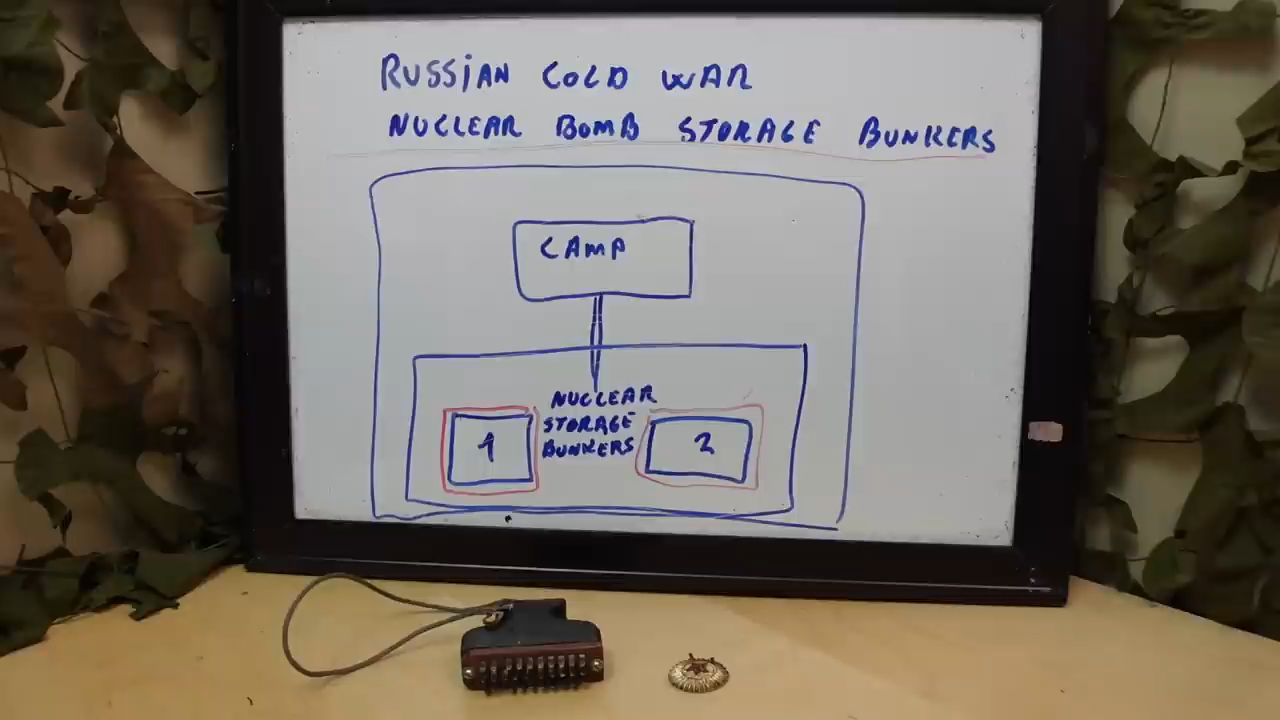 RUSSiAN COLD WAR
NUCLEAR BOMB STORAGE BUNKERS
CAMP
NUCLEAR
STORAGE
BUNKERS
1
2